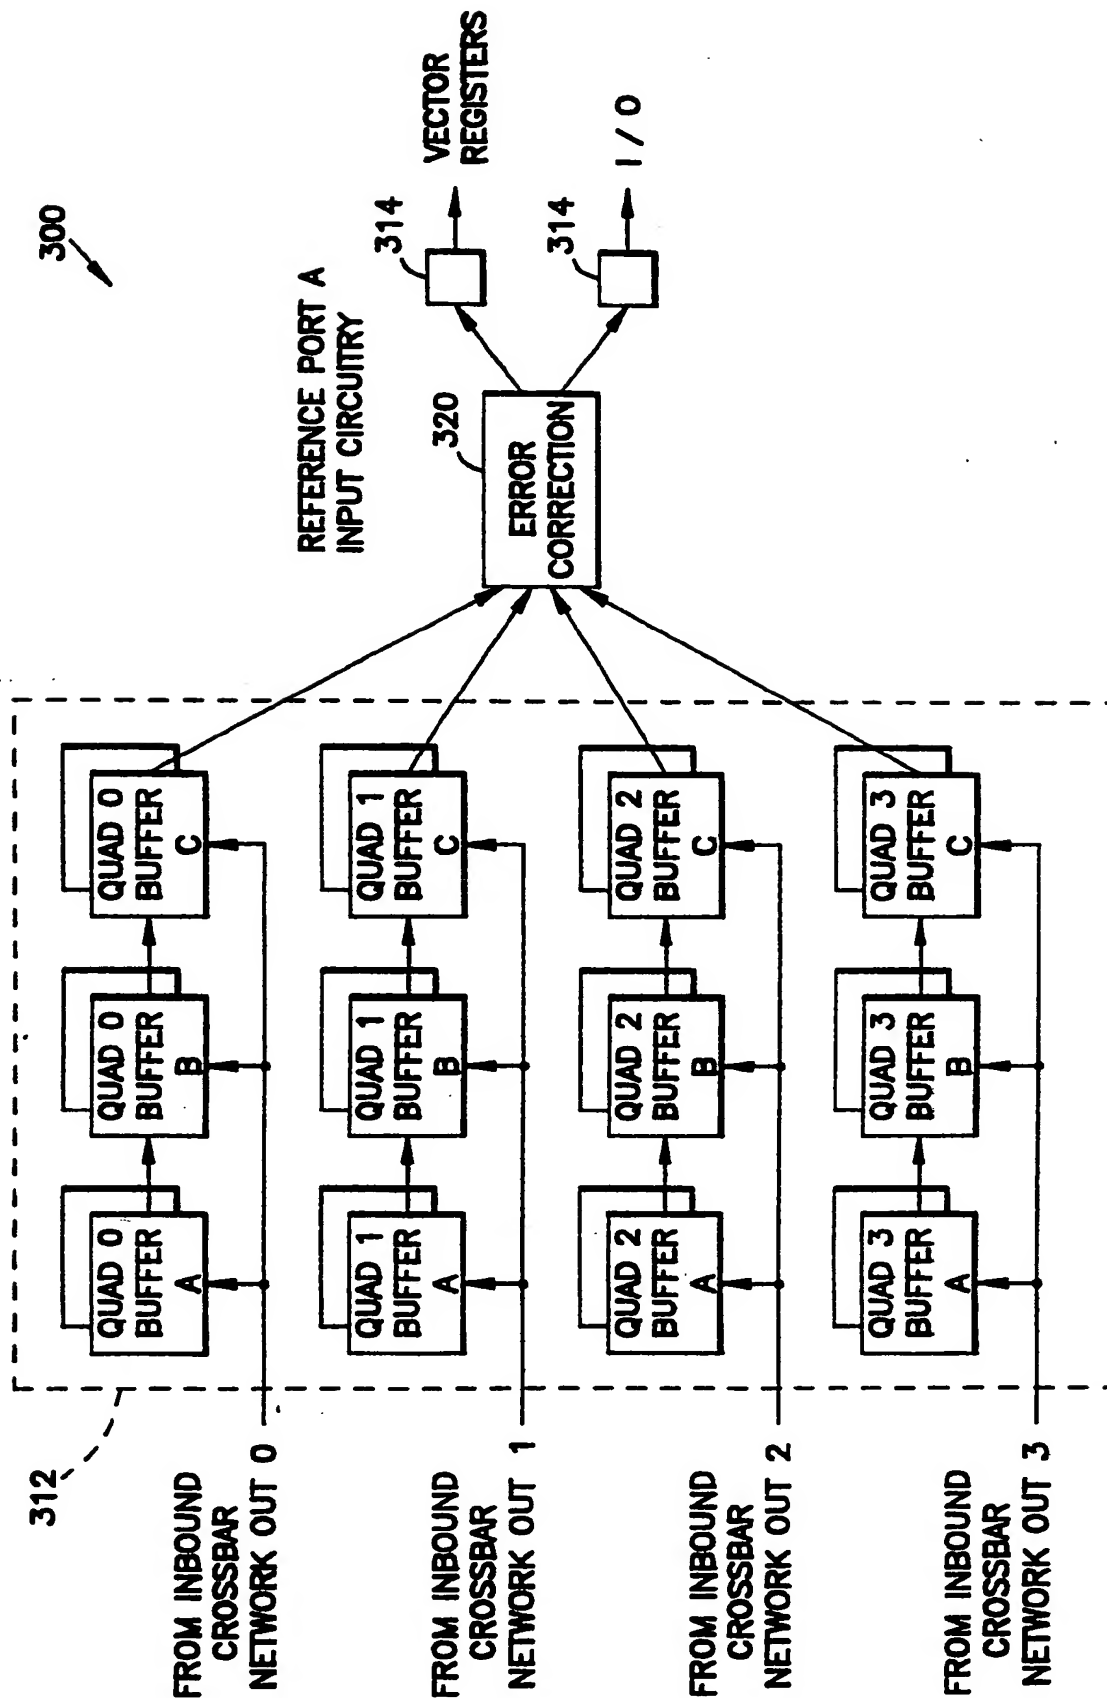 300
REFERENCE PORT A
INPUT CIRCUITRY
312
FROM INBOUND
CROSSBAR
NETWORK OUT 0
QUAD 0
BUFFER
A
QUAD 0
BUFFER
B
QUAD 0
BUFFER
C
FROM INBOUND
CROSSBAR
NETWORK OUT 1
QUAD 1
BUFFER
A
QUAD 1
BUFFER
B
QUAD 1
BUFFER
C
FROM INBOUND
CROSSBAR
NETWORK OUT 2
QUAD 2
BUFFER
A
QUAD 2
BUFFER
B
QUAD 2
BUFFER
C
FROM INBOUND
CROSSBAR
NETWORK OUT 3
QUAD 3
BUFFER
A
QUAD 3
BUFFER
B
QUAD 3
BUFFER
C
320
ERROR
CORRECTION
314
VECTOR
REGISTERS
314
I / O